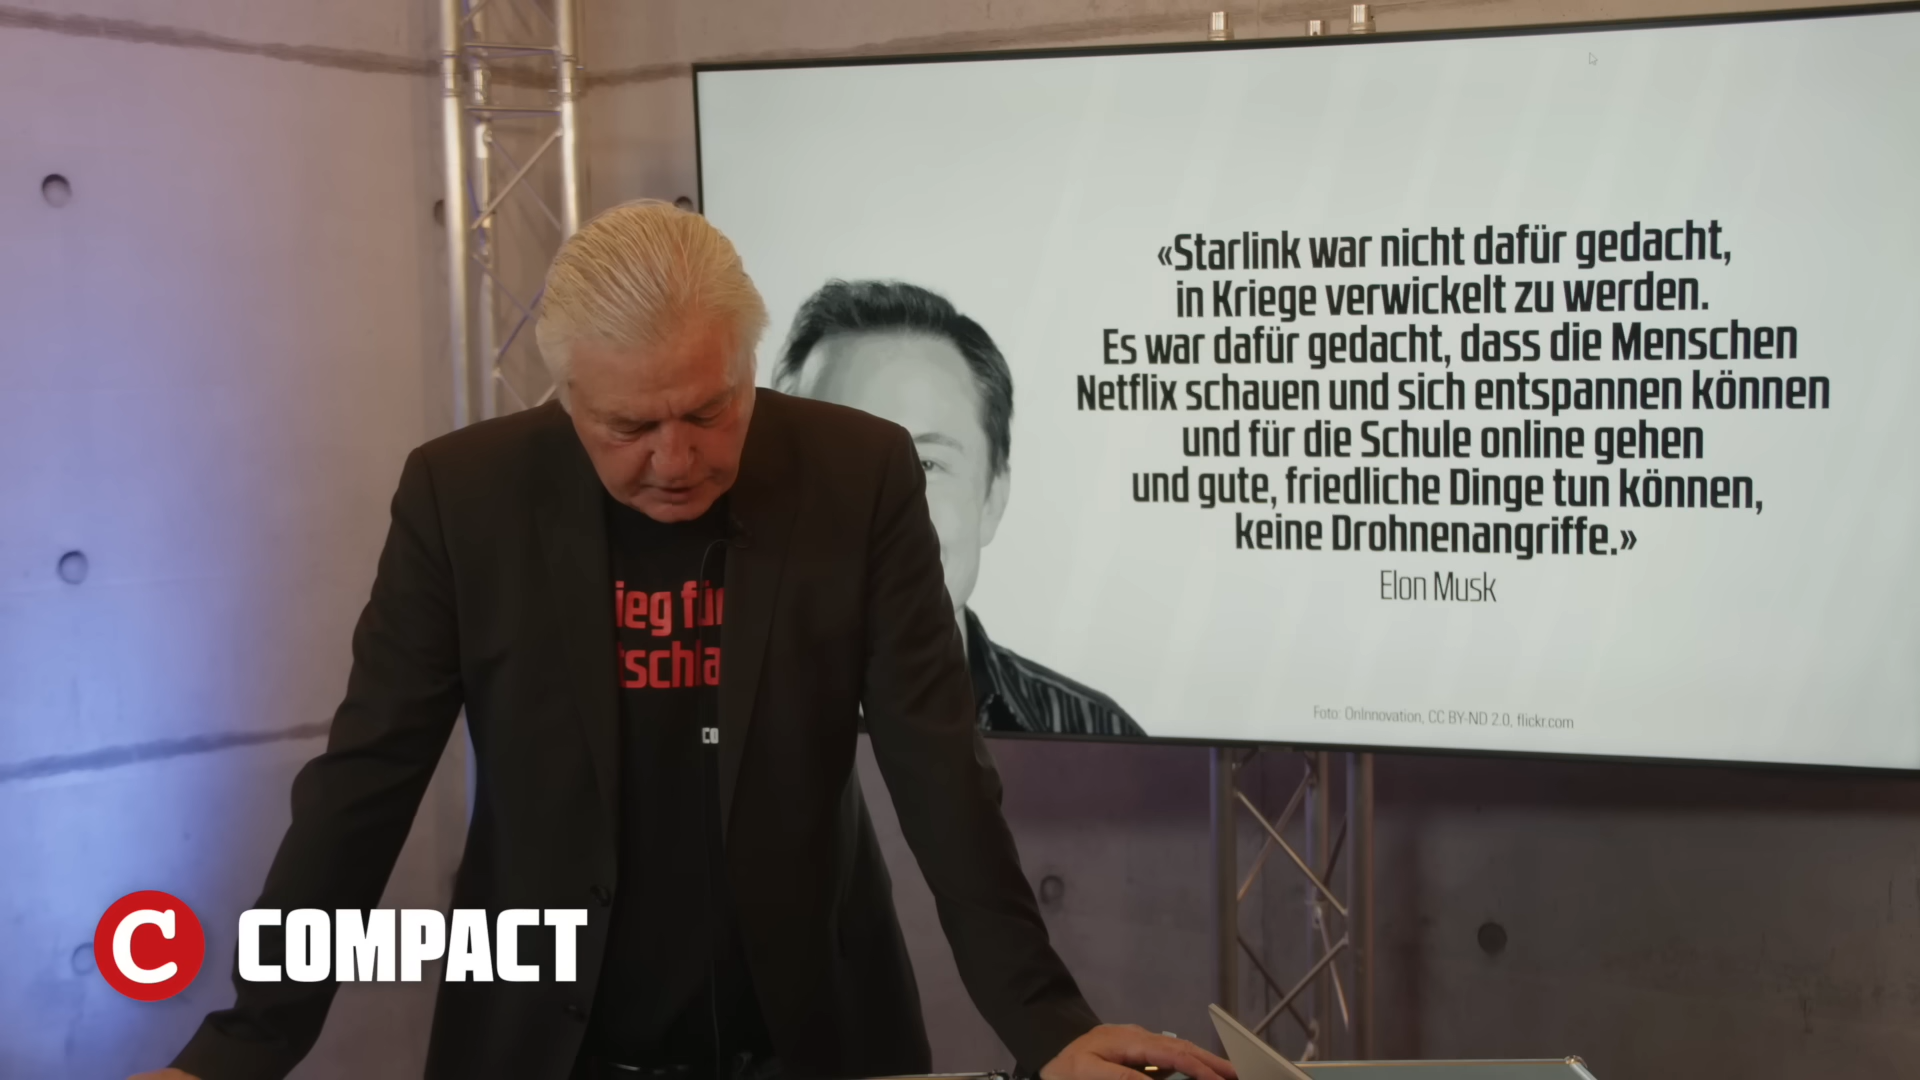 «Starlink war nicht dafür gedacht,
in Kriege verwickelt zu werden.
Es war dafür gedacht, dass die Menschen
Netflix schauen und sich entspannen können
und für die Schule online gehen
und gute, friedliche Dinge tun können,
keine Drohnenangriffe.»
Elon Musk
Foto: OnInnovation, CC BY-ND 2.0, flickr.com
ieg für
tschla
CO
C COMPACT